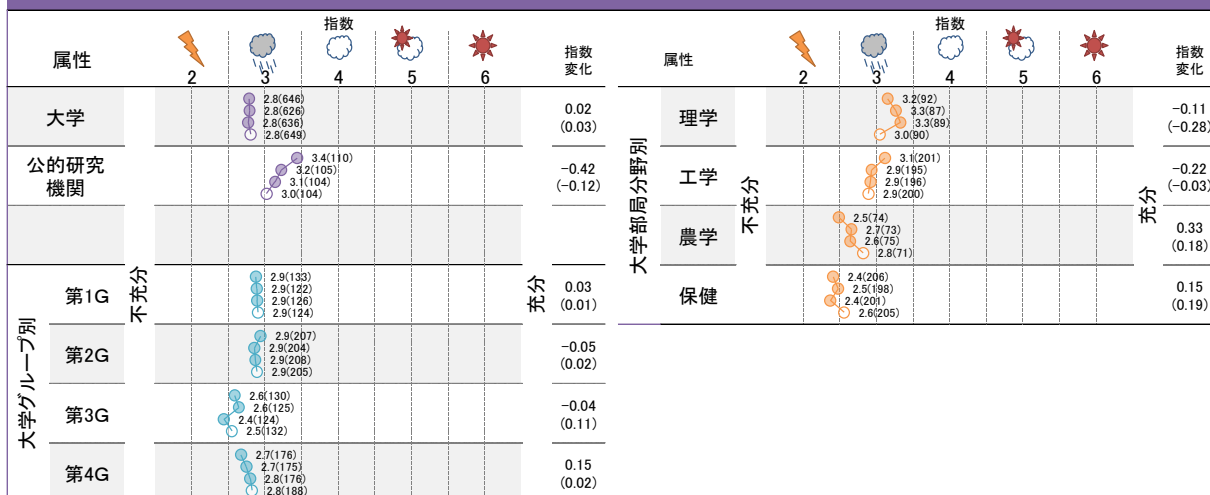 属性
指数
2 3 4 5 6
指数
変化
大学
2.8(646)
2.8(626)
2.8(636)
2.8(649)
0.02
(0.03)
公的研究
機関
3.4(110)
3.2(105)
3.1(104)
3.0(104)
-0.42
(-0.12)
不充分
充分
大学グループ別
第1G
2.9(133)
2.9(122)
2.9(126)
2.9(124)
0.03
(0.01)
第2G
2.9(207)
2.9(204)
2.9(208)
2.9(205)
-0.05
(0.02)
第3G
2.6(130)
2.6(125)
2.4(124)
2.5(132)
-0.04
(0.11)
第4G
2.7(176)
2.7(175)
2.8(176)
2.8(188)
0.15
(0.02)
属性
指数
2 3 4 5 6
指数
変化
大学部局分野別
不充分
充分
理学
3.2(92)
3.3(87)
3.3(89)
3.0(90)
-0.11
(-0.28)
工学
3.1(201)
2.9(195)
2.9(196)
2.9(200)
-0.22
(-0.03)
農学
2.5(74)
2.7(73)
2.6(75)
2.8(71)
0.33
(0.18)
保健
2.4(206)
2.5(198)
2.4(201)
2.6(205)
0.15
(0.19)